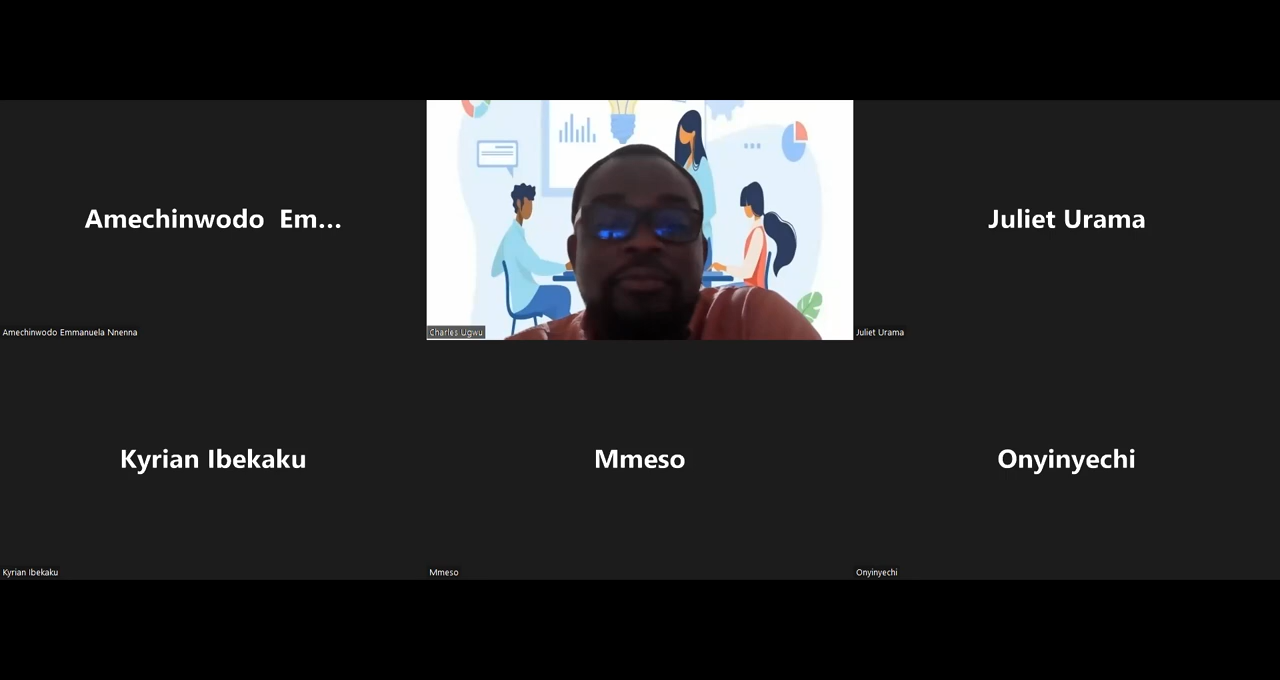 Amechinwodo  Em...
Amechinwodo Emmanuela Nnenna
Charles Ugwu
Juliet Urama
Juliet Urama
Kyrian Ibekaku
Kyrian Ibekaku
Mmeso
Mmeso
Onyinyechi
Onyinyechi